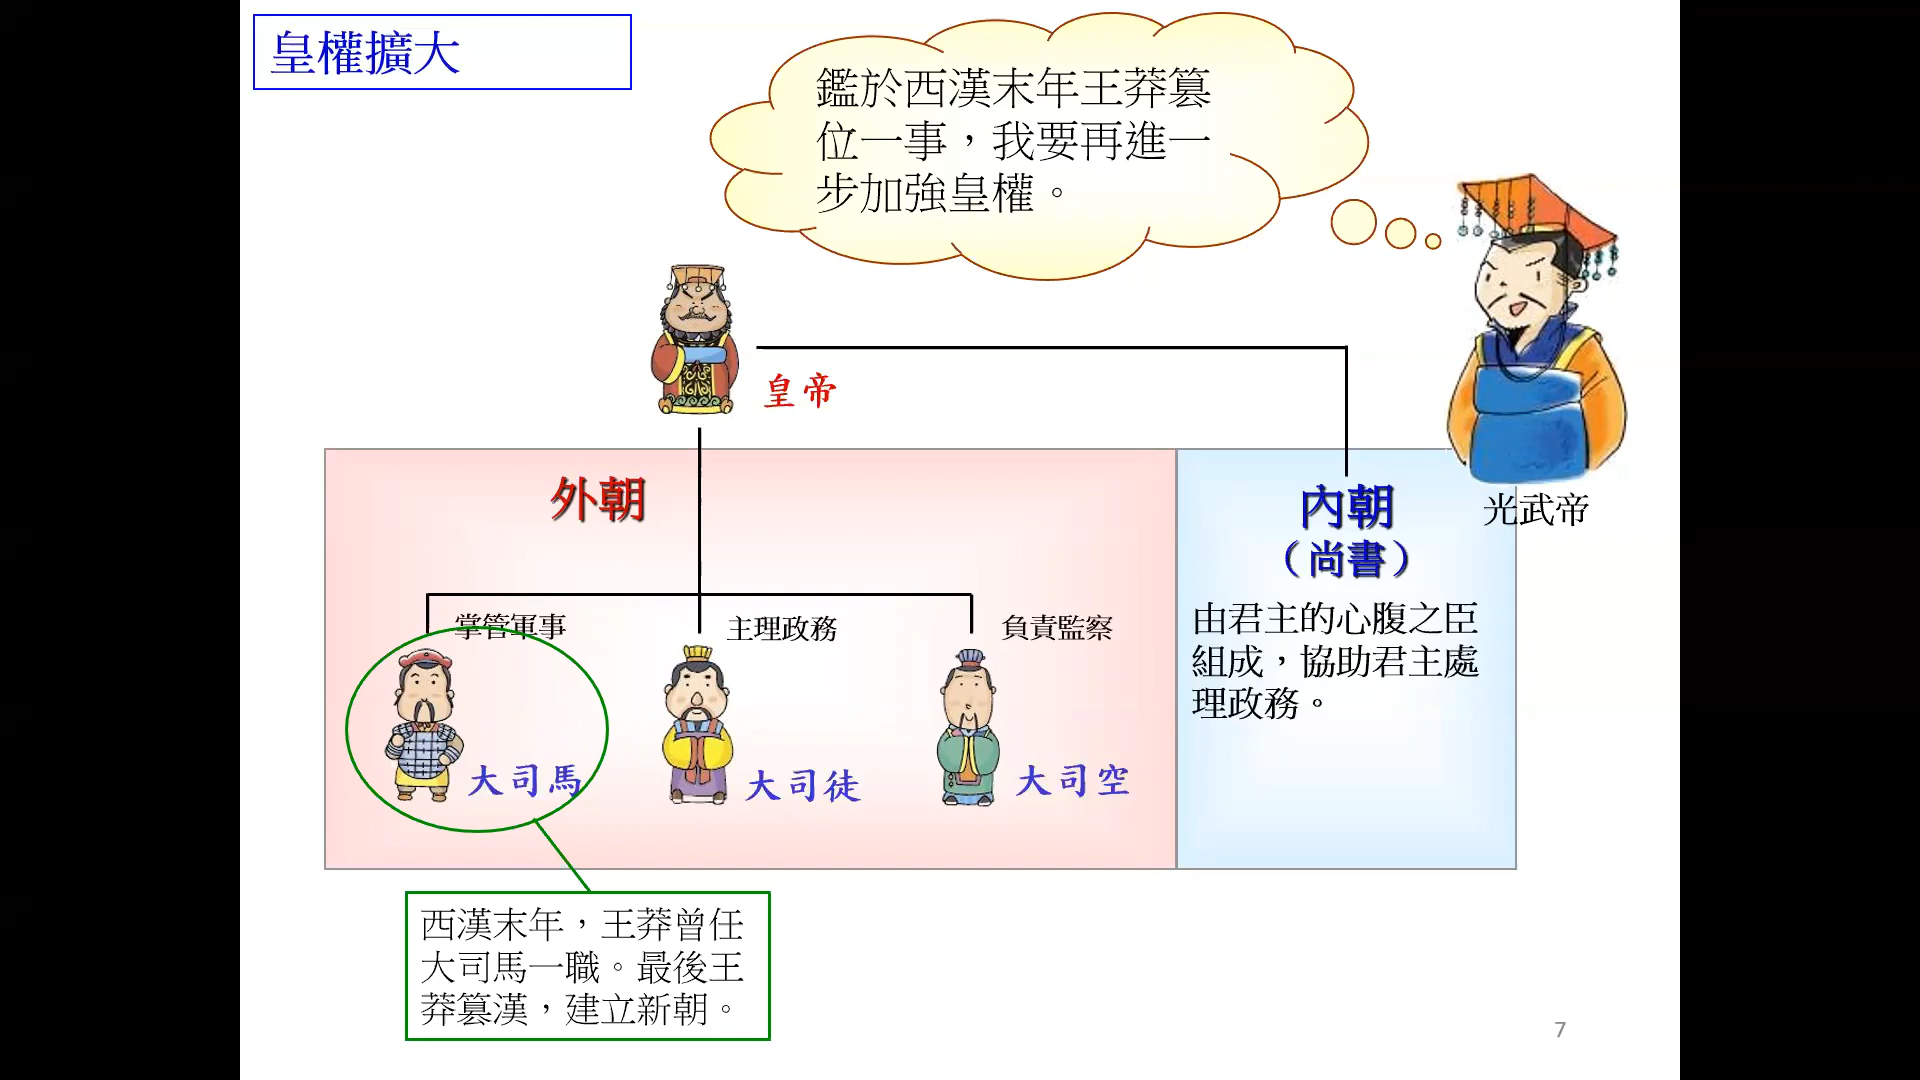 皇權擴大
鑑於西漢末年王莽篡
位一事，我要再進一
步加強皇權。
皇帝
光武帝
外朝
內朝
（尚書）
掌管軍事
主理政務
負責監察
由君主的心腹之臣
組成，協助君主處
理政務。
大司馬
大司徒
大司空
西漢末年，王莽曾任
大司馬一職。最後王
莽篡漢，建立新朝。
7